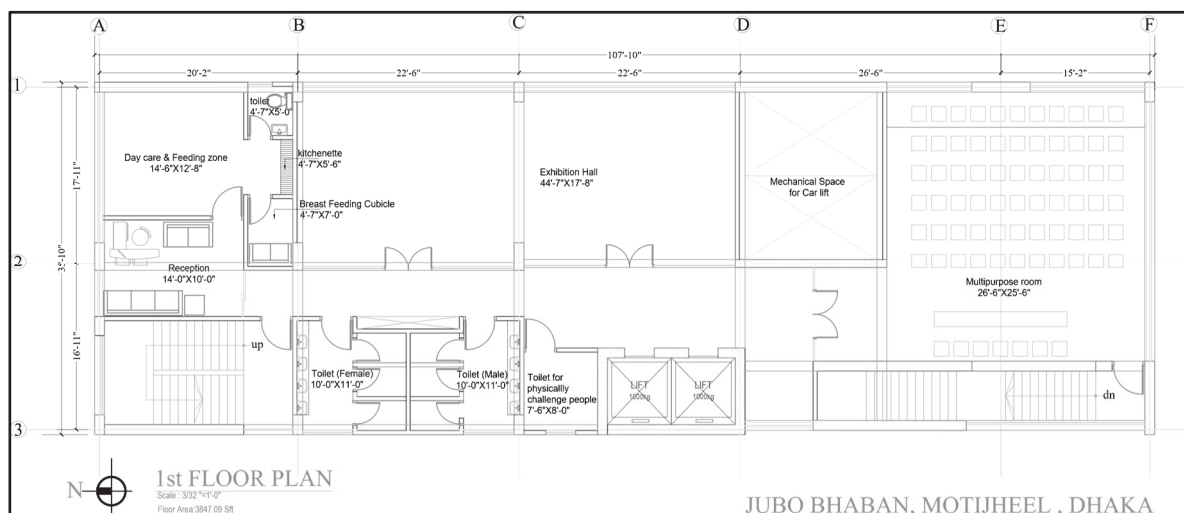 A B C D E F
107'-10"
20'-2" 22'-6" 22'-6" 26'-6" 15'-2"
1
toilet
4'-7"X5'-0"
Day care & Feeding zone
14'-6"X12'-8"
kitchenette
4'-7"X5'-6"
Exhibition Hall
44'-7"X17'-8"
Mechanical Space
for Car lift
17'-11"
Breast Feeding Cubicle
4'-7"X7'-0"
2
Reception
14'-0"X10'-0"
Multipurpose room
26'-6"X25'-6"
16'-11"
up
Toilet (Female)
10'-0"X11'-0"
Toilet (Male)
10'-0"X11'-0"
Toilet for
physicallly
challenge people
7'-6"X8'-0"
LIFT
1000kg
LIFT
1000kg
dn
3
N
1st FLOOR PLAN
Scale : 3/32 "=1'-0"
Floor Area:3847.09 Sft
JUBO BHABAN, MOTIJHEEL , DHAKA